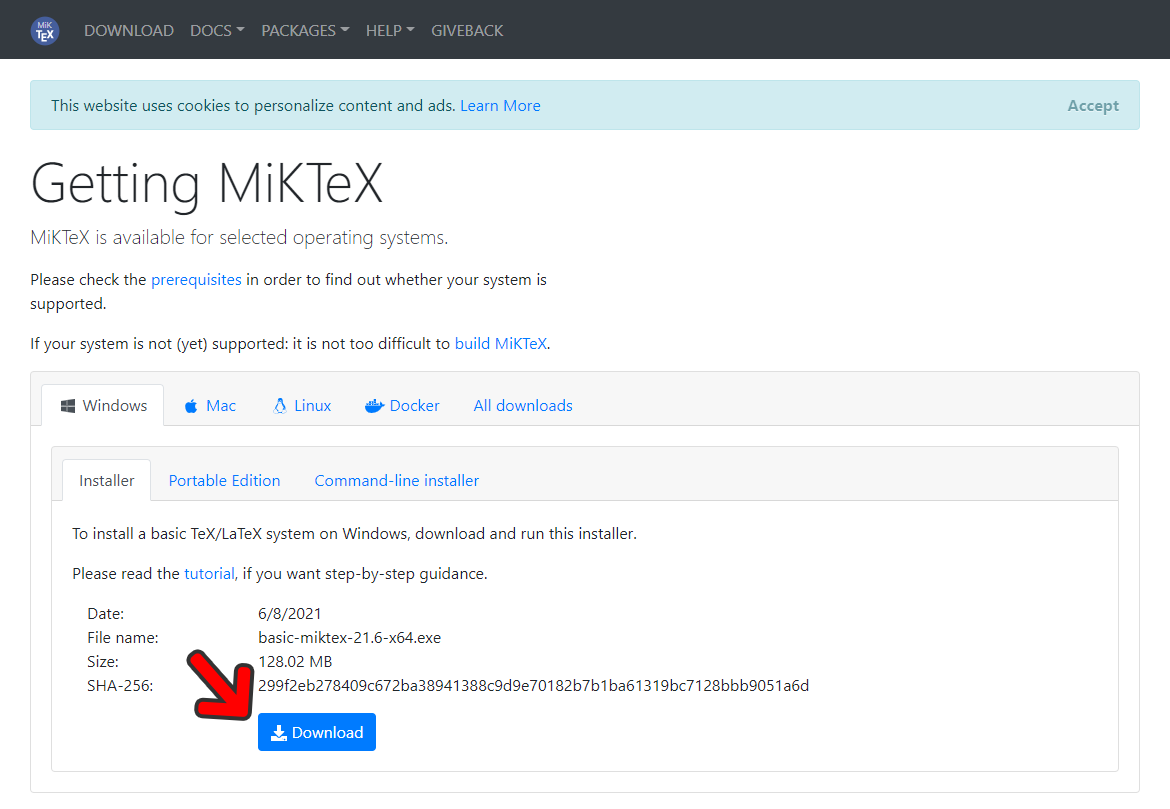 MiK
TEX
DOWNLOAD DOCS PACKAGES HELP GIVEBACK
This website uses cookies to personalize content and ads. Learn More Accept
Getting MiKTeX
MiKTeX is available for selected operating systems.
Please check the prerequisites in order to find out whether your system is
supported.
If your system is not (yet) supported: it is not too difficult to build MiKTeX.
Windows Mac Linux Docker All downloads
Installer Portable Edition Command-line installer
To install a basic TeX/LaTeX system on Windows, download and run this installer.
Please read the tutorial, if you want step-by-step guidance.
Date: 6/8/2021
File name: basic-miktex-21.6-x64.exe
Size: 128.02 MB
SHA-256: 299f2eb278409c672ba38941388c9d9e70182b7b1ba61319bc7128bbb9051a6d
Download